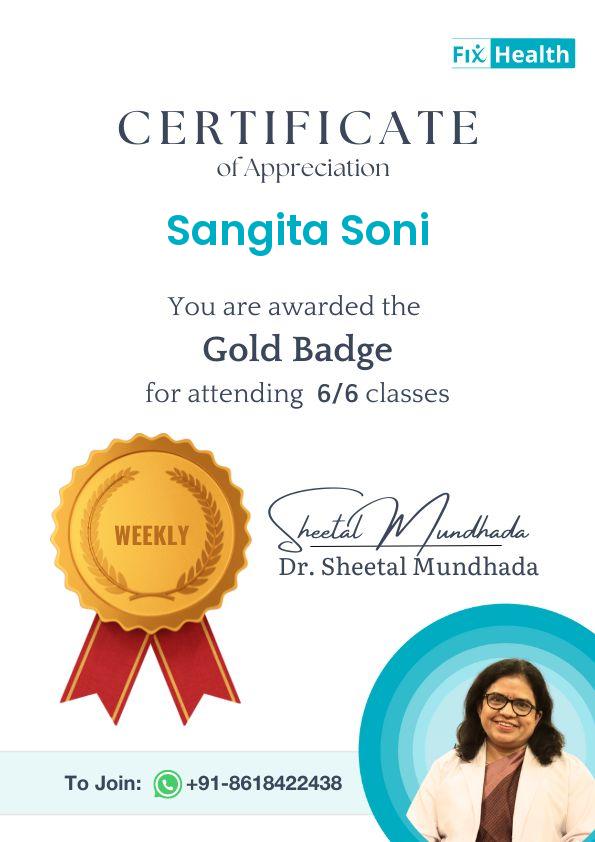 Fix Health
CERTIFICATE
of Appreciation
Sangita Soni
You are awarded the
Gold Badge
for attending 6/6 classes
WEEKLY
Sheetal Mundhada
Dr. Sheetal Mundhada
To Join: +91-8618422438